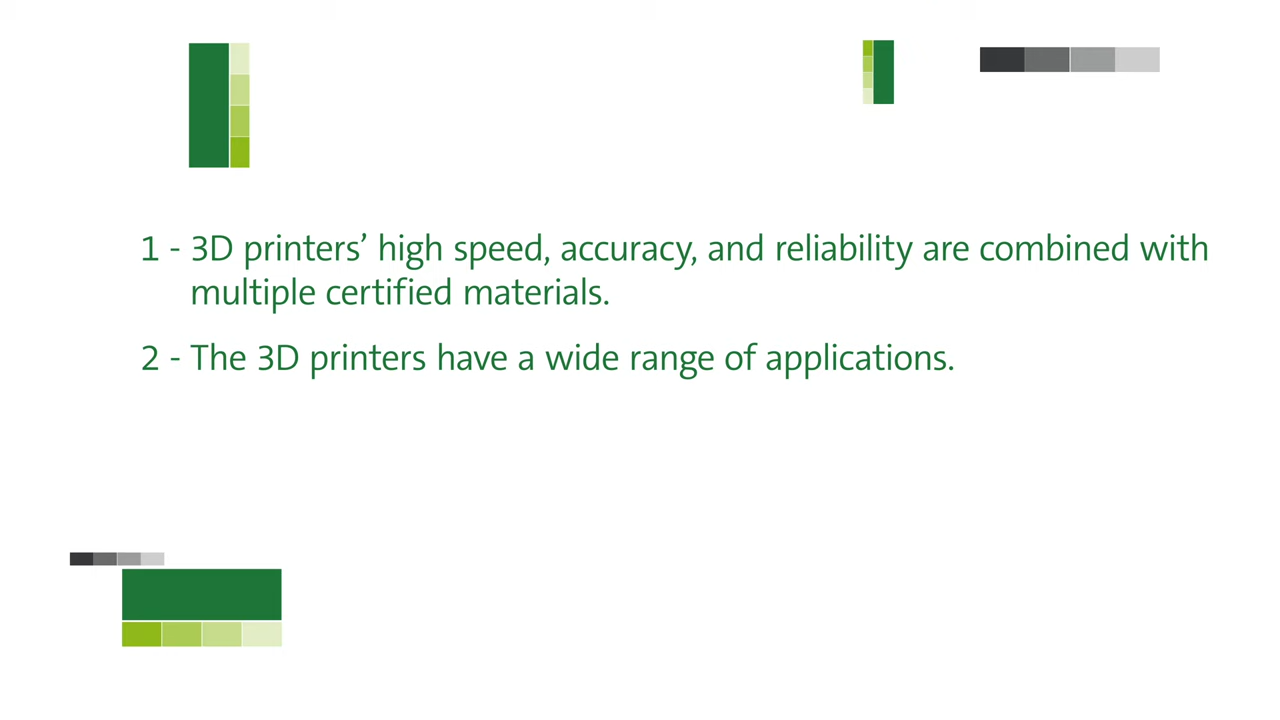 1 - 3D printers’ high speed, accuracy, and reliability are combined with
multiple certified materials.
2 - The 3D printers have a wide range of applications.